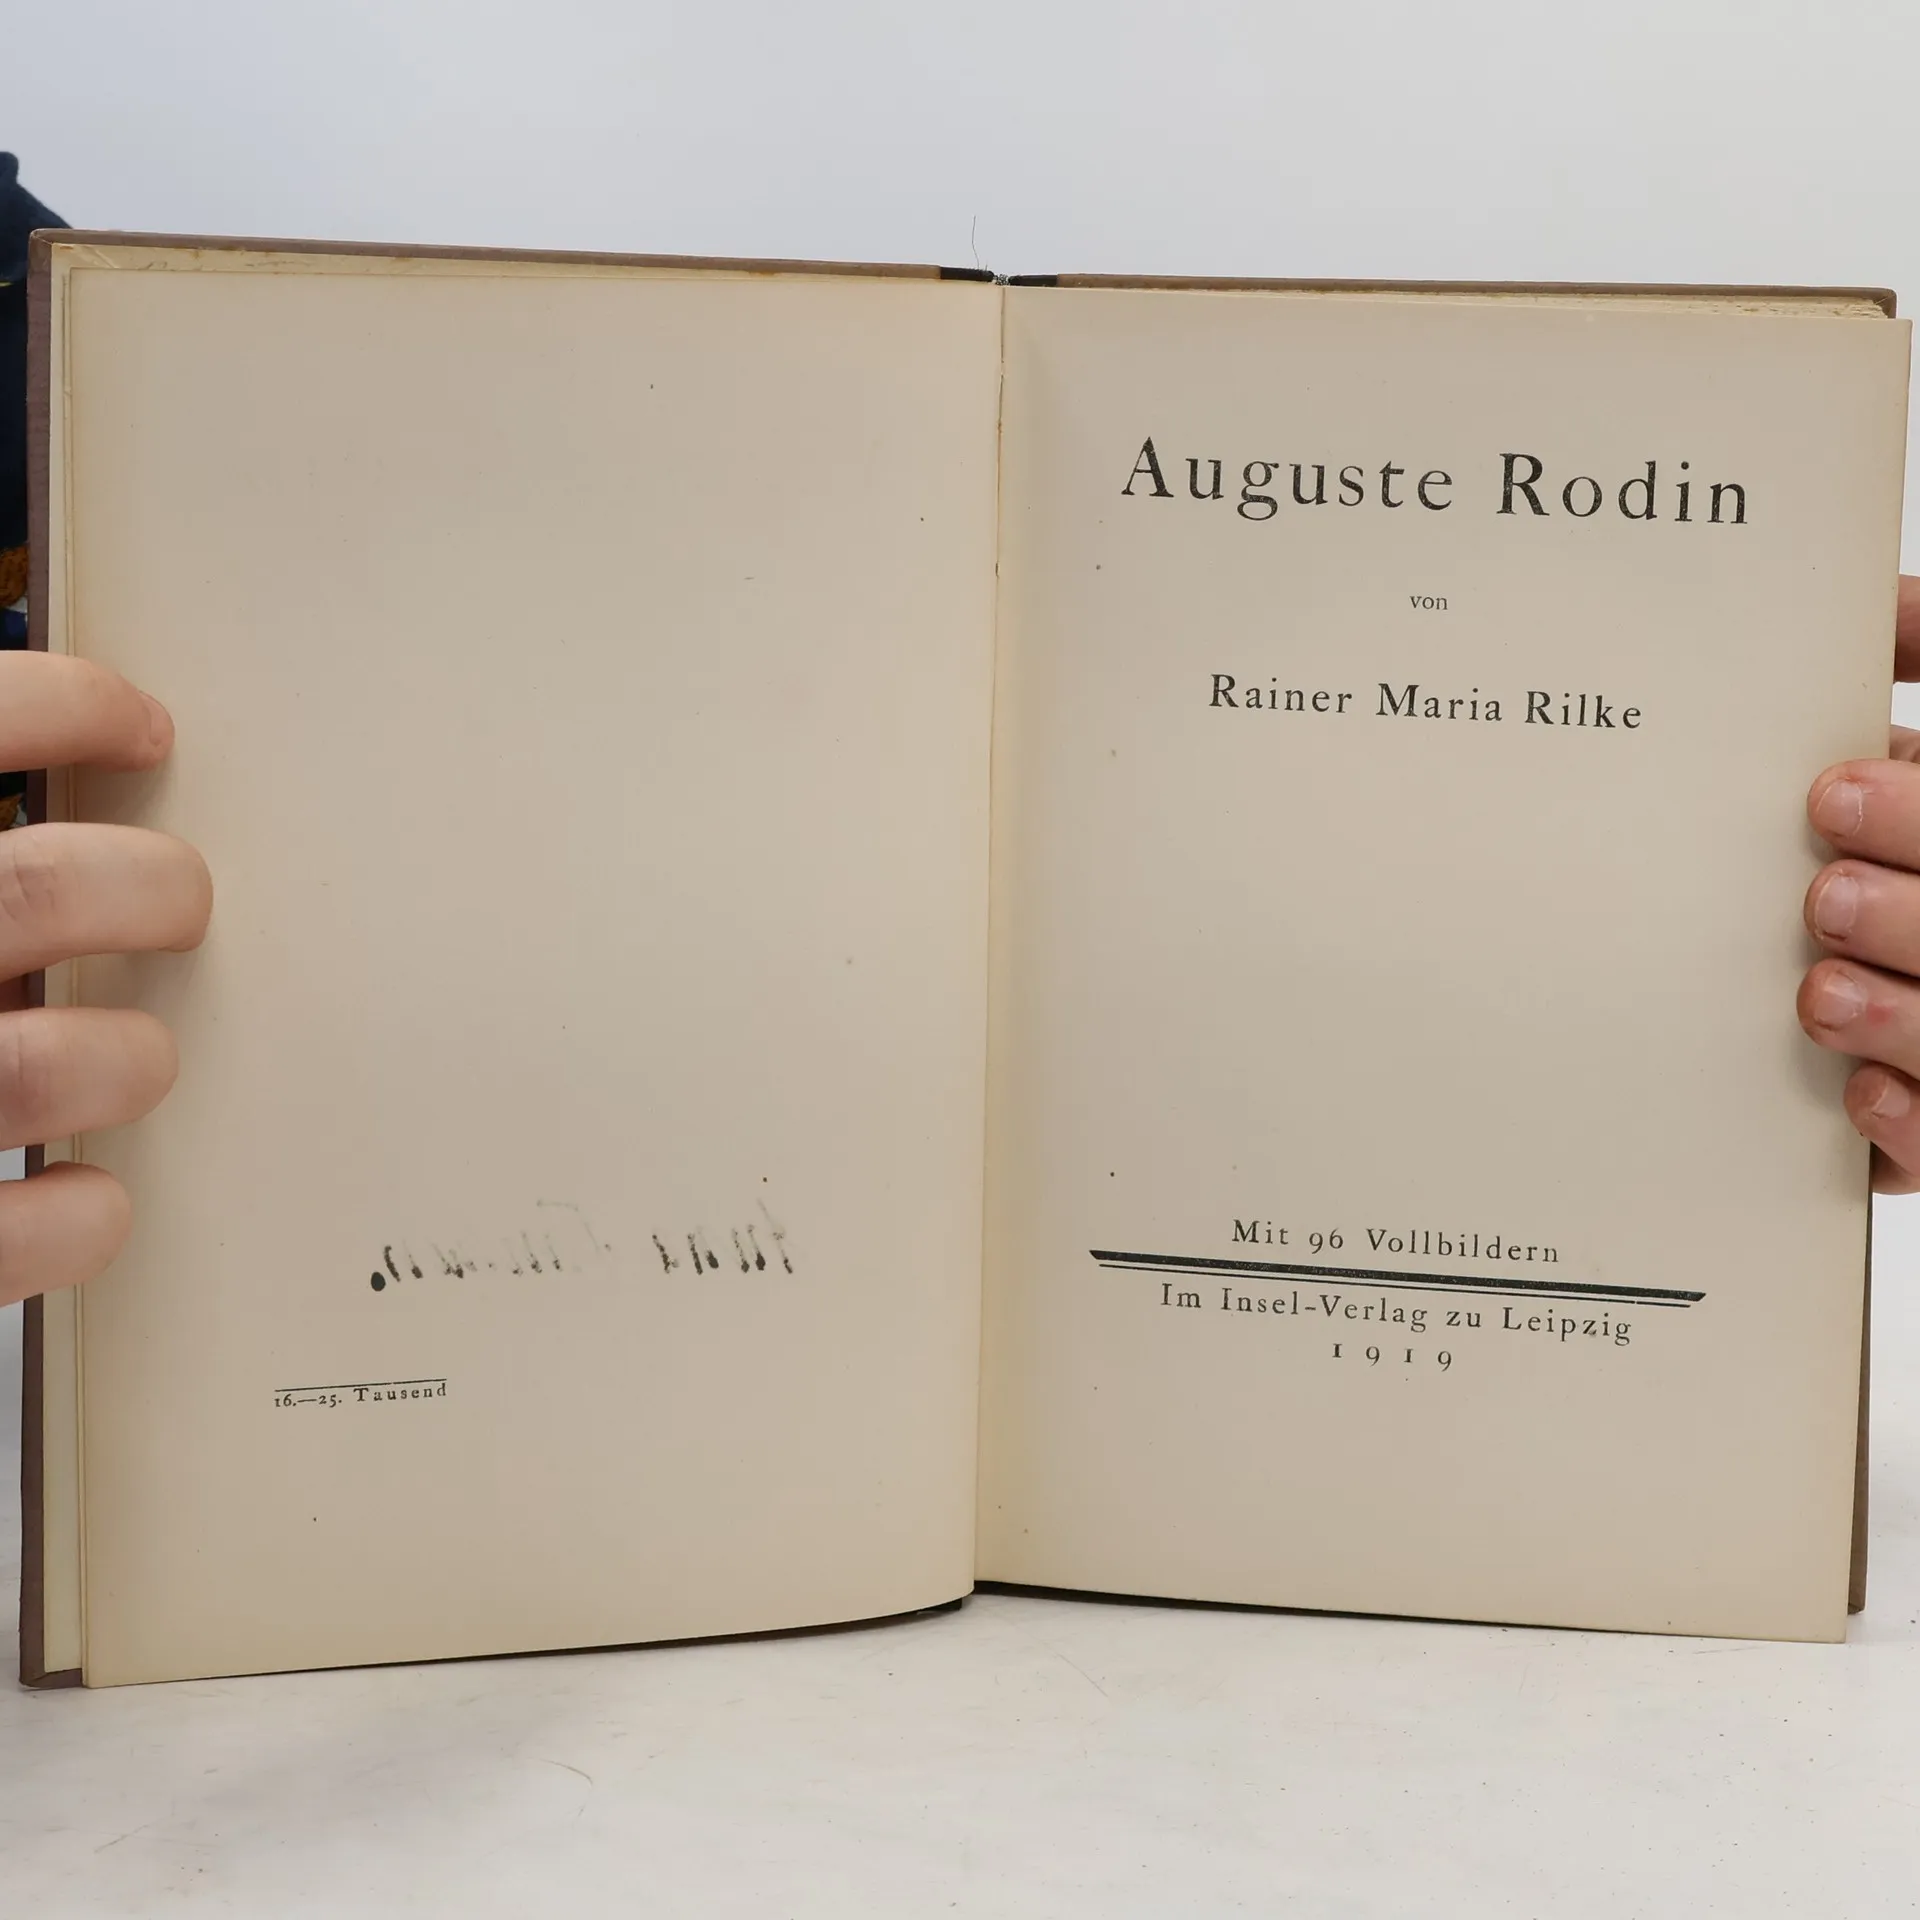 16.—25. Tausend
Auguste Rodin
von
Rainer Maria Rilke
Mit 96 Vollbildern
Im Insel-Verlag zu Leipzig
1919